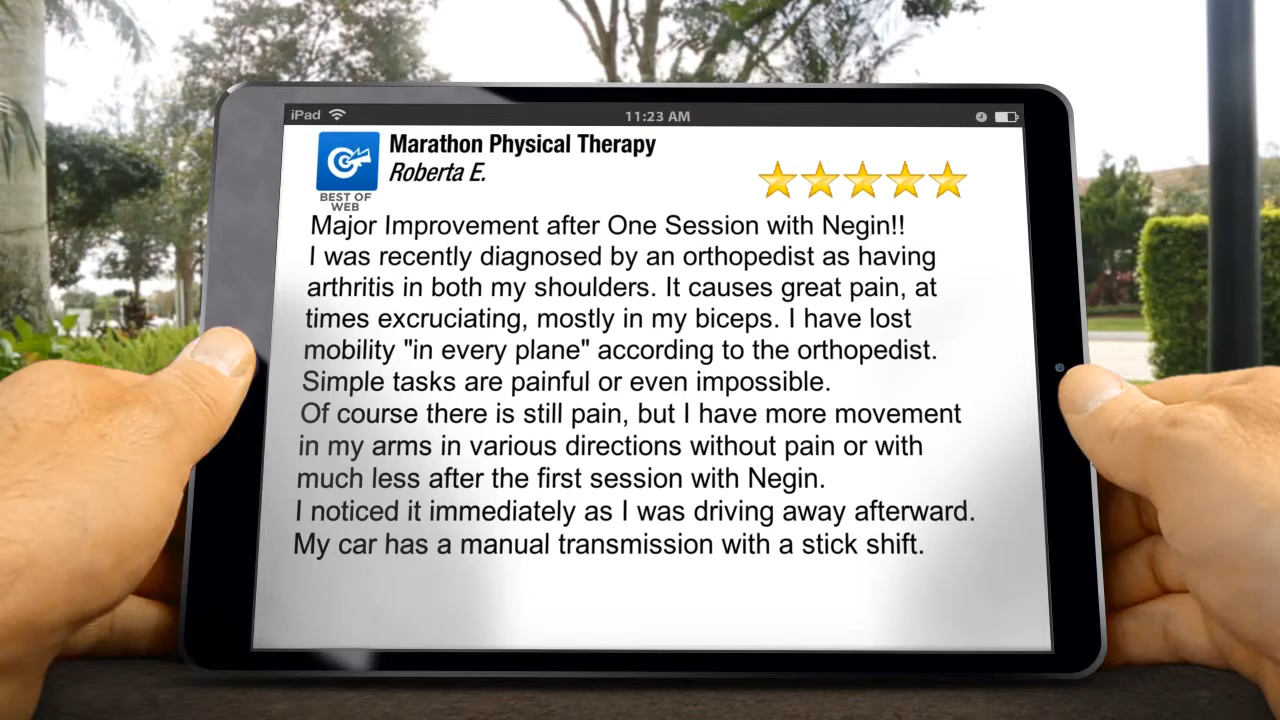 iPad
11:23 AM
Marathon Physical Therapy
Roberta E.
BEST OF
WEB
Major Improvement after One Session with Negin!!
I was recently diagnosed by an orthopedist as having
arthritis in both my shoulders. It causes great pain, at
times excruciating, mostly in my biceps. I have lost
mobility "in every plane" according to the orthopedist.
Simple tasks are painful or even impossible.
Of course there is still pain, but I have more movement
in my arms in various directions without pain or with
much less after the first session with Negin.
I noticed it immediately as I was driving away afterward.
My car has a manual transmission with a stick shift.